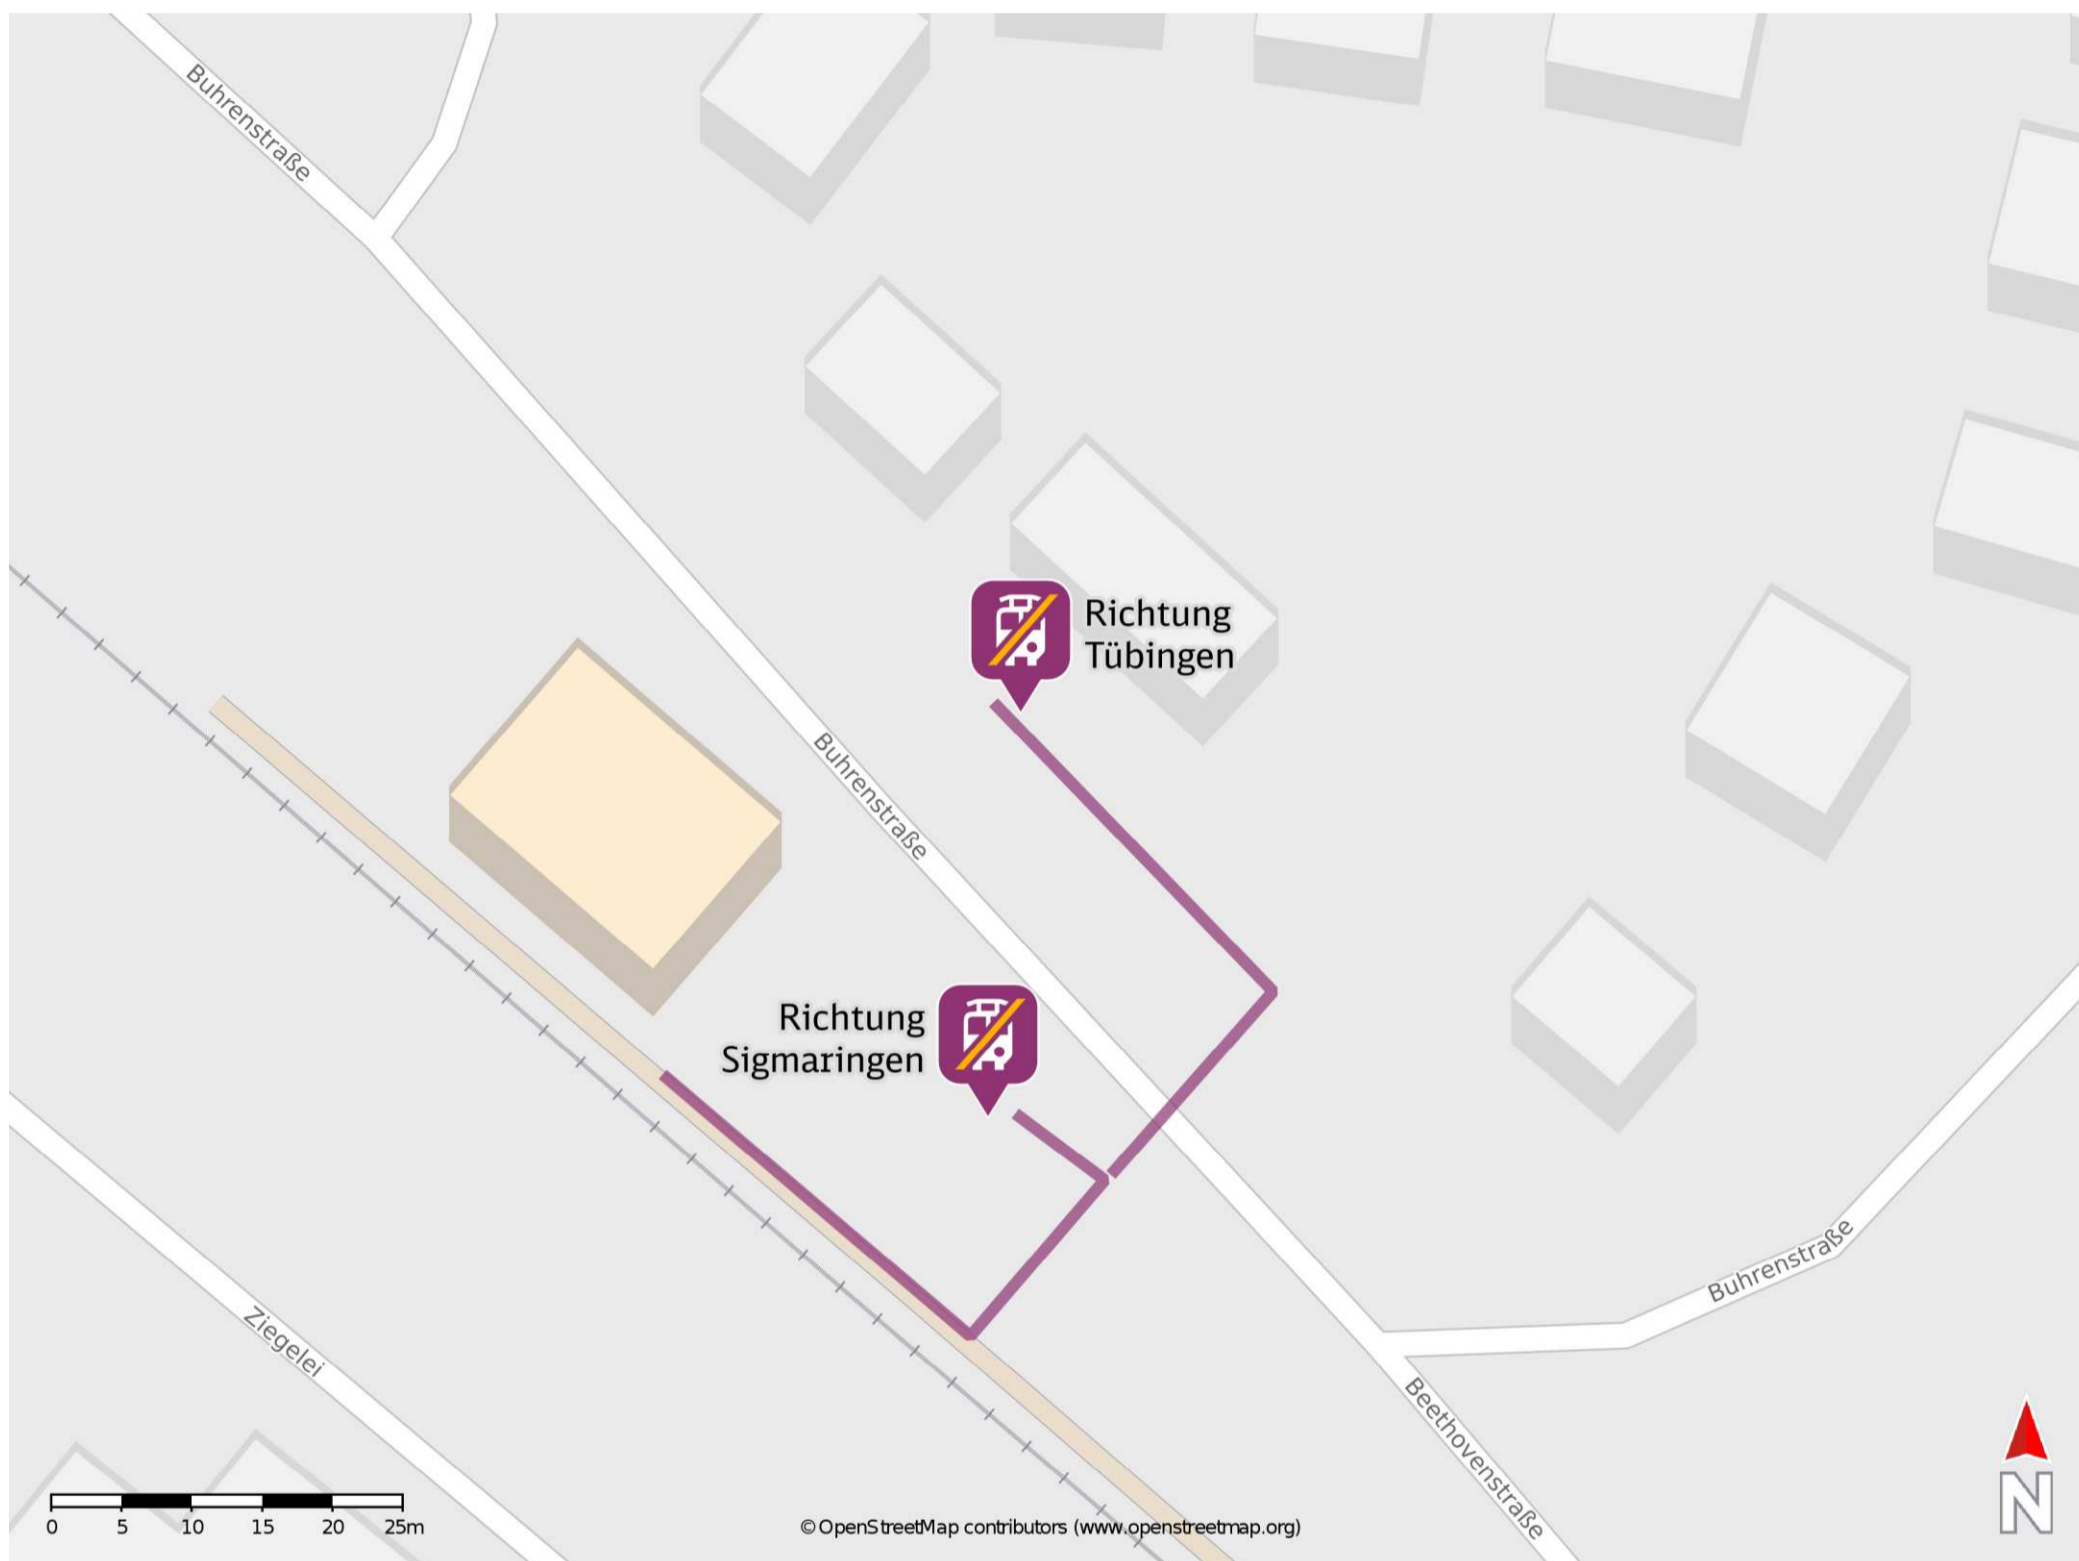 Buhrenstraße
Richtung
Tübingen
Buhrenstraße
Richtung
Sigmaringen
Buhrenstraße
Ziegelei
Beethovenstraße
N
0 5 10 15 20 25m
© OpenStreetMap contributors (www.openstreetmap.org)